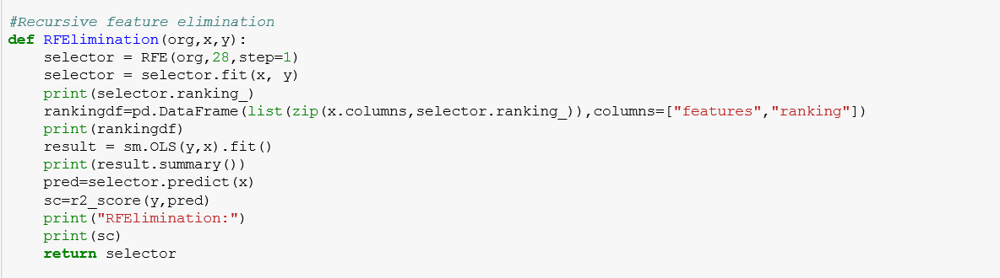 #Recursive feature elimination
def RFElimination(org,x,y):
    selector = RFE(org,28,step=1)
    selector = selector.fit(x, y)
    print(selector.ranking_)
    rankingdf=pd.DataFrame(list(zip(x.columns,selector.ranking_)),columns=["features","ranking"])
    print(rankingdf)
    result = sm.OLS(y,x).fit()
    print(result.summary())
    pred=selector.predict(x)
    sc=r2_score(y,pred)
    print("RFElimination:")
    print(sc)
    return selector